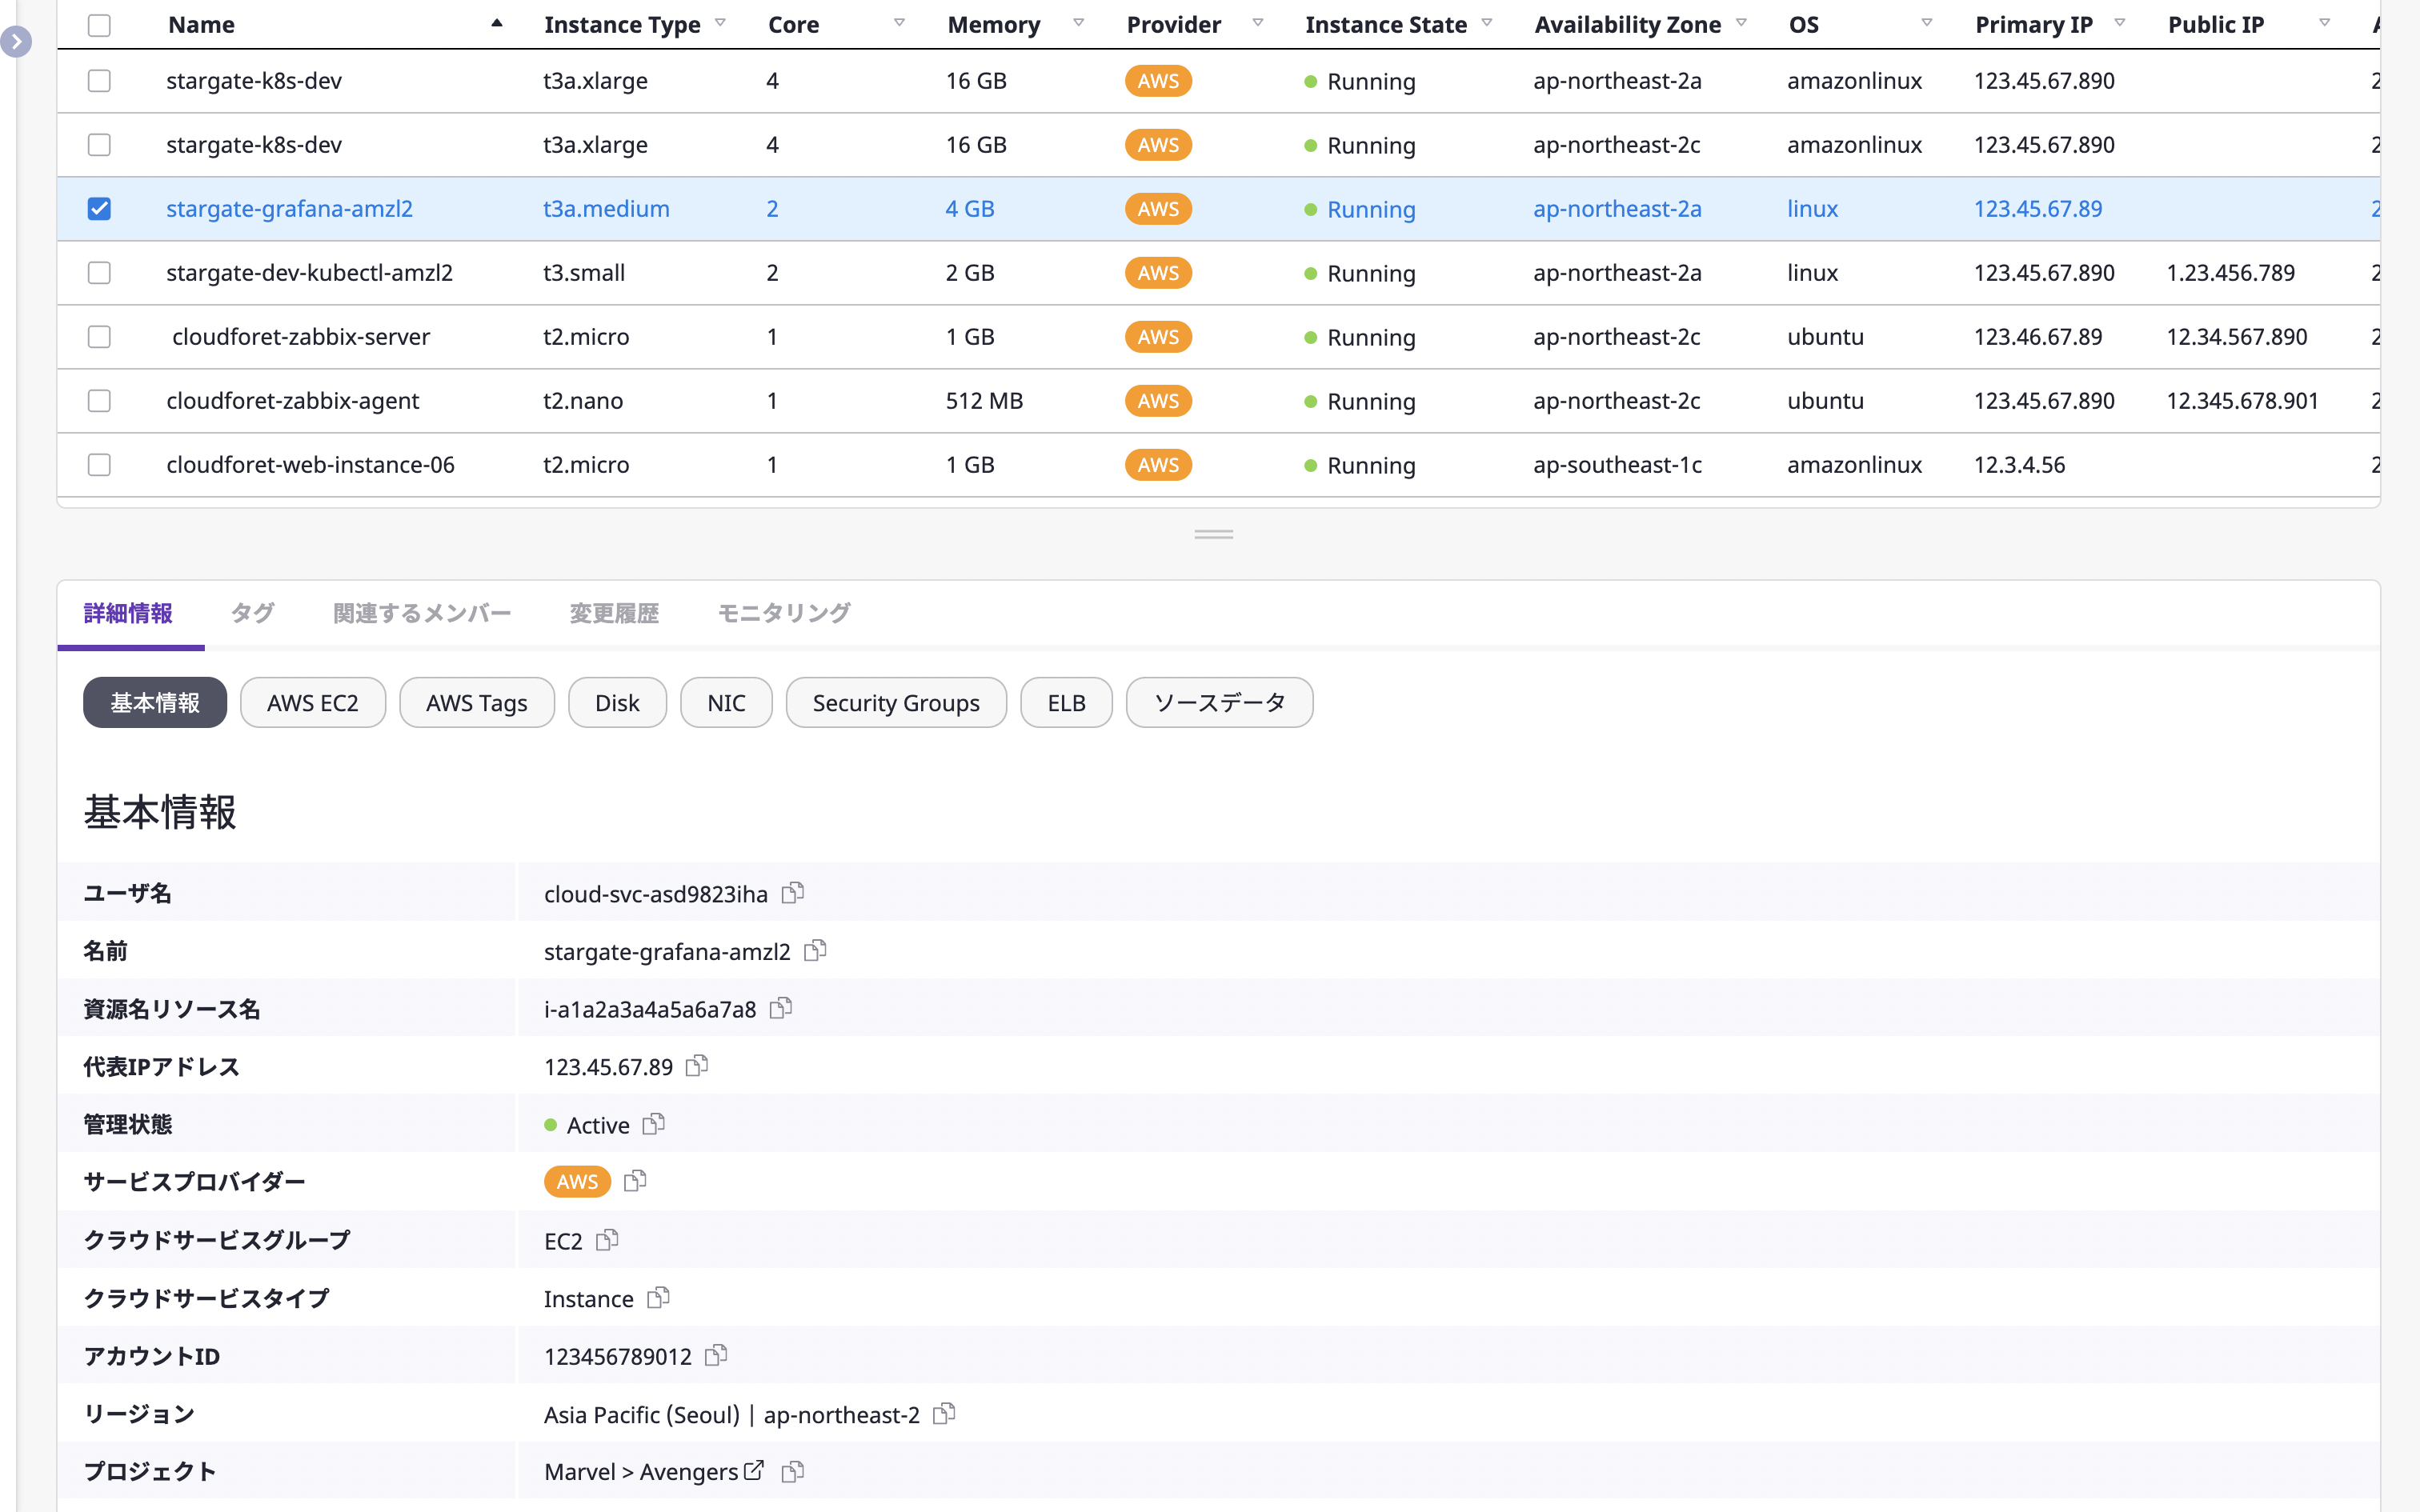 Name Instance Type Core Memory Provider Instance State Availability Zone OS Primary IP Public IP
stargate-k8s-dev t3a.xlarge 4 16 GB AWS Running ap-northeast-2a amazonlinux 123.45.67.890 2
stargate-k8s-dev t3a.xlarge 4 16 GB AWS Running ap-northeast-2c amazonlinux 123.45.67.890 2
stargate-grafana-amzl2 t3a.medium 2 4 GB AWS Running ap-northeast-2a linux 123.45.67.89 2
stargate-dev-kubectl-amzl2 t3.small 2 2 GB AWS Running ap-northeast-2a linux 123.45.67.890 1.23.456.789 2
cloudforet-zabbix-server t2.micro 1 1 GB AWS Running ap-northeast-2c ubuntu 123.46.67.89 12.34.567.890 2
cloudforet-zabbix-agent t2.nano 1 512 MB AWS Running ap-northeast-2c ubuntu 123.45.67.890 12.345.678.901 2
cloudforet-web-instance-06 t2.micro 1 1 GB AWS Running ap-southeast-1c amazonlinux 12.3.4.56 2
詳細情報 タグ 関連するメンバー 変更履歴 モニタリング
基本情報 AWS EC2 AWS Tags Disk NIC Security Groups ELB ソースデータ
基本情報
ユーザ名 cloud-svc-asd9823iha
名前 stargate-grafana-amzl2
資源名リソース名 i-a1a2a3a4a5a6a7a8
代表IPアドレス 123.45.67.89
管理状態 Active
サービスプロバイダー AWS
クラウドサービスグループ EC2
クラウドサービスタイプ Instance
アカウントID 123456789012
リージョン Asia Pacific (Seoul) | ap-northeast-2
プロジェクト Marvel > Avengers